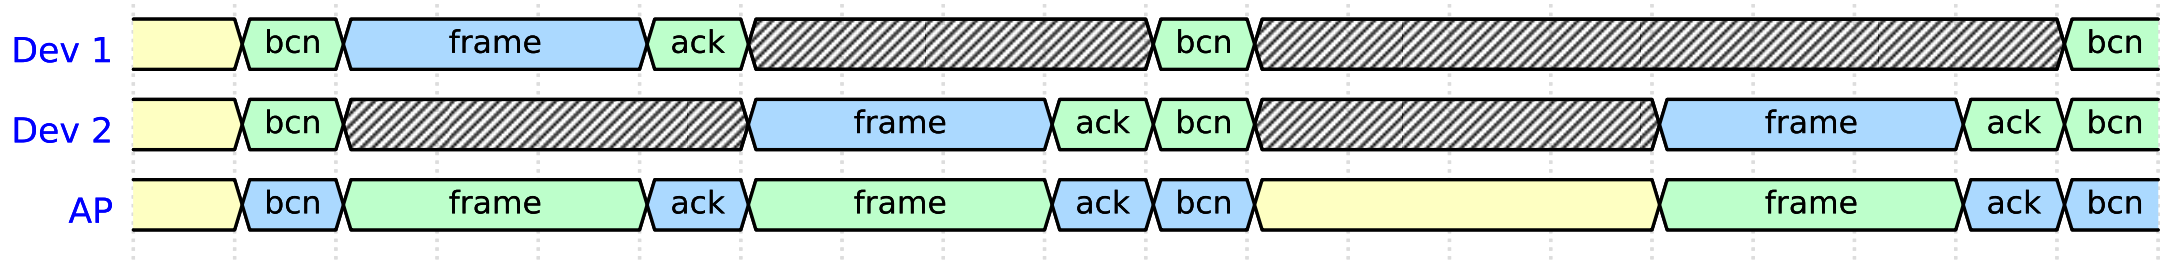 Dev 1 bcn frame ack bcn bcn
Dev 2 bcn frame ack bcn frame ack bcn
AP bcn frame ack frame ack bcn frame ack bcn